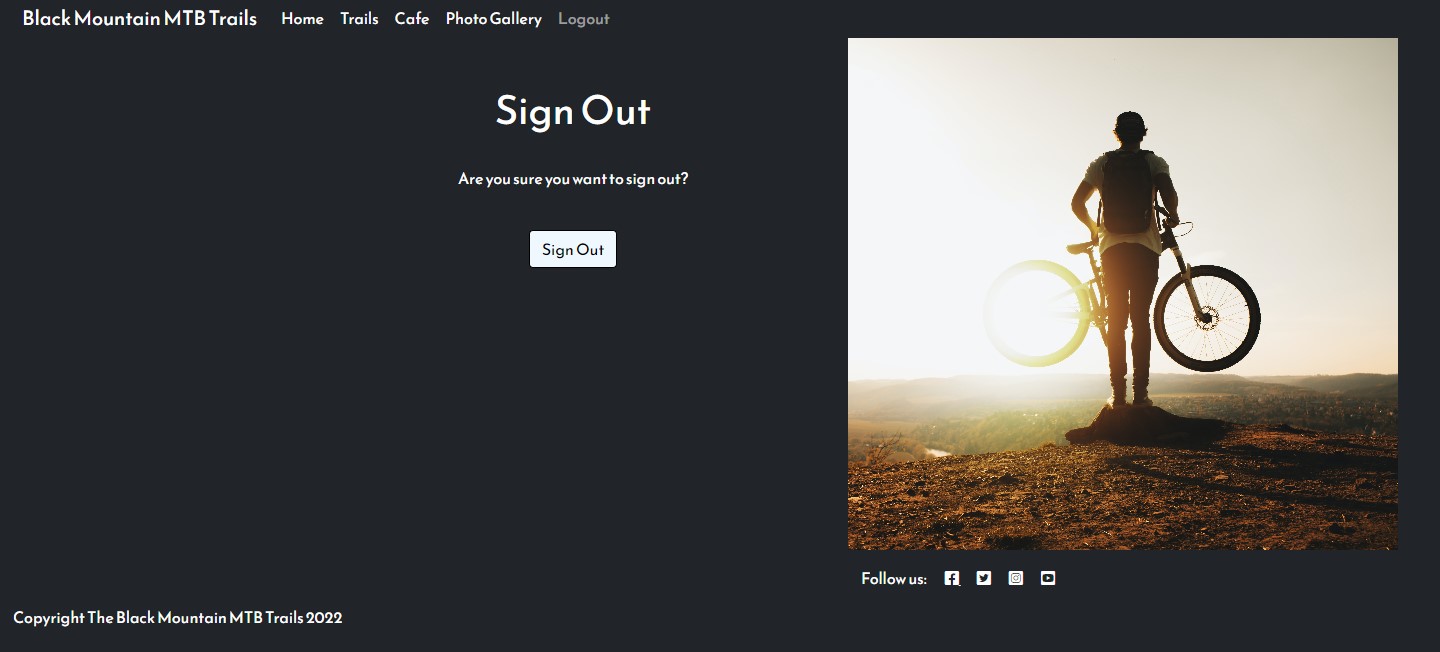 Black Mountain MTB Trails Home Trails Cafe Photo Gallery Logout
Sign Out
Are you sure you want to sign out?
Sign Out
Follow us:
Copyright The Black Mountain MTB Trails 2022